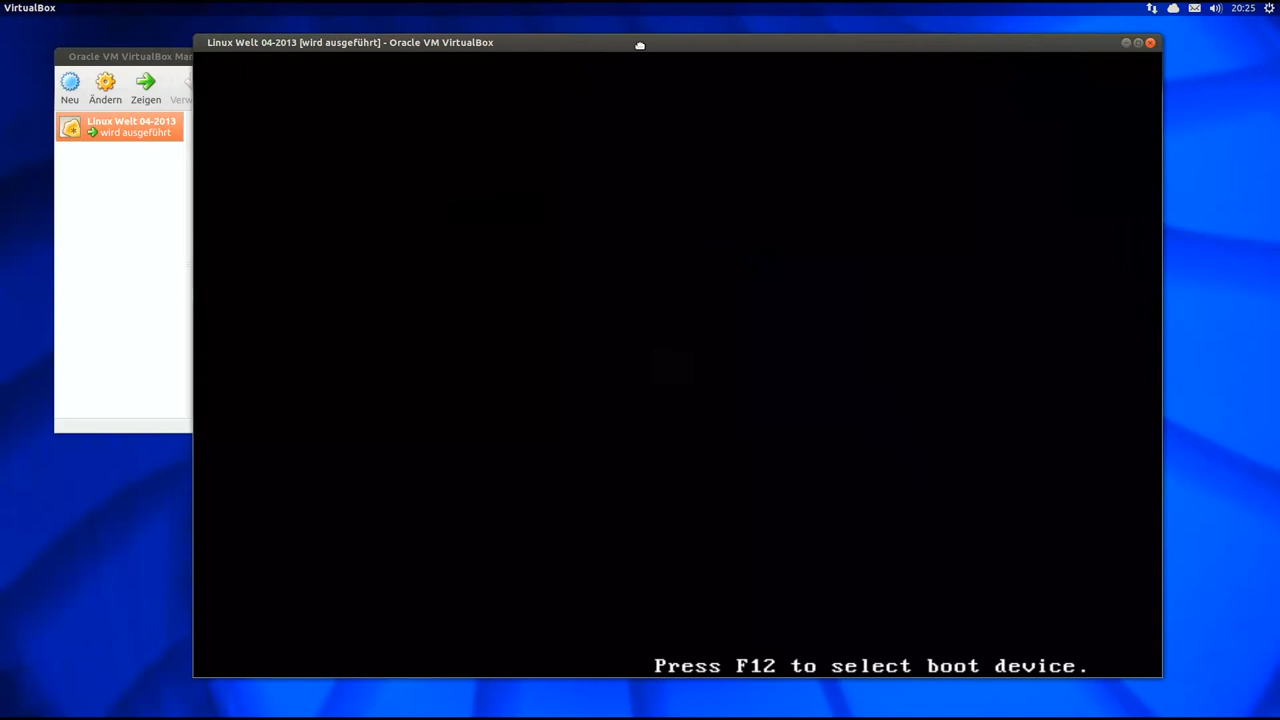 VirtualBox
20:25
Linux Welt 04-2013 [wird ausgeführt] - Oracle VM VirtualBox
Oracle VM VirtualBox Man
Neu
Ändern
Zeigen
Verw
Linux Welt 04-2013
wird ausgeführt
Press F12 to select boot device.